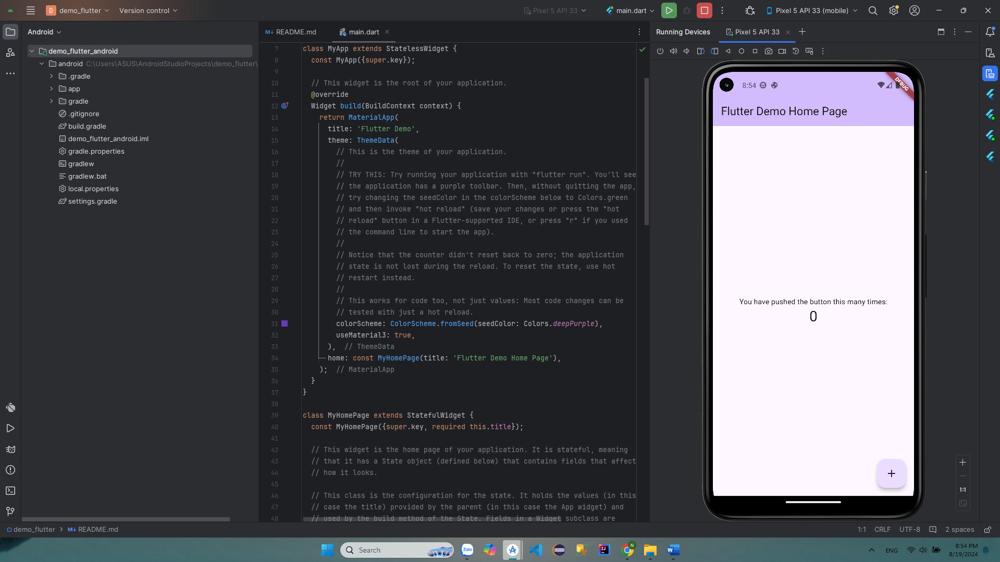 D demo_flutter Version control Pixel 5 API 33 main.dart Pixel 5 API 33 (mobile)
Android
demo_flutter_android
android C:\Users\ASUS\AndroidStudioProjects\demo_flutter\
.gradle
app
gradle
.gitignore
build.gradle
demo_flutter_android.iml
gradle.properties
gradlew
gradlew.bat
local.properties
settings.gradle
M↓ README.md main.dart
7 class MyApp extends StatelessWidget {
8 const MyApp({super.key});
9
10 // This widget is the root of your application.
11 @override
12 Widget build(BuildContext context) {
13 return MaterialApp(
14 title: 'Flutter Demo',
15 theme: ThemeData(
16 // This is the theme of your application.
17 //
18 // TRY THIS: Try running your application with "flutter run". You'll see
19 // the application has a purple toolbar. Then, without quitting the app,
20 // try changing the seedColor in the colorScheme below to Colors.green
21 // and then invoke "hot reload" (save your changes or press the "hot
22 // reload" button in a Flutter-supported IDE, or press "r" if you used
23 // the command line to start the app).
24 //
25 // Notice that the counter didn't reset back to zero; the application
26 // state is not lost during the reload. To reset the state, use hot
27 // restart instead.
28 //
29 // This works for code too, not just values: Most code changes can be
30 // tested with just a hot reload.
31 colorScheme: ColorScheme.fromSeed(seedColor: Colors.deepPurple),
32 useMaterial3: true,
33 ), // ThemeData
34 home: const MyHomePage(title: 'Flutter Demo Home Page'),
35 ); // MaterialApp
36 }
37 }
38
39 class MyHomePage extends StatefulWidget {
40 const MyHomePage({super.key, required this.title});
41
42 // This widget is the home page of your application. It is stateful, meaning
43 // that it has a State object (defined below) that contains fields that affect
44 // how it looks.
45
46 // This class is the configuration for the state. It holds the values (in this
47 // case the title) provided by the parent (in this case the App widget) and
48 // used by the build method of the State. Fields in a Widget subclass are
Running Devices Pixel 5 API 33
8:54
DEBUG
Flutter Demo Home Page
You have pushed the button this many times:
0
+
1:1
demo_flutter > M↓ README.md
1:1 CRLF UTF-8 2 spaces
Search
Zalo
N
ENG
8:54 PM
8/19/2024